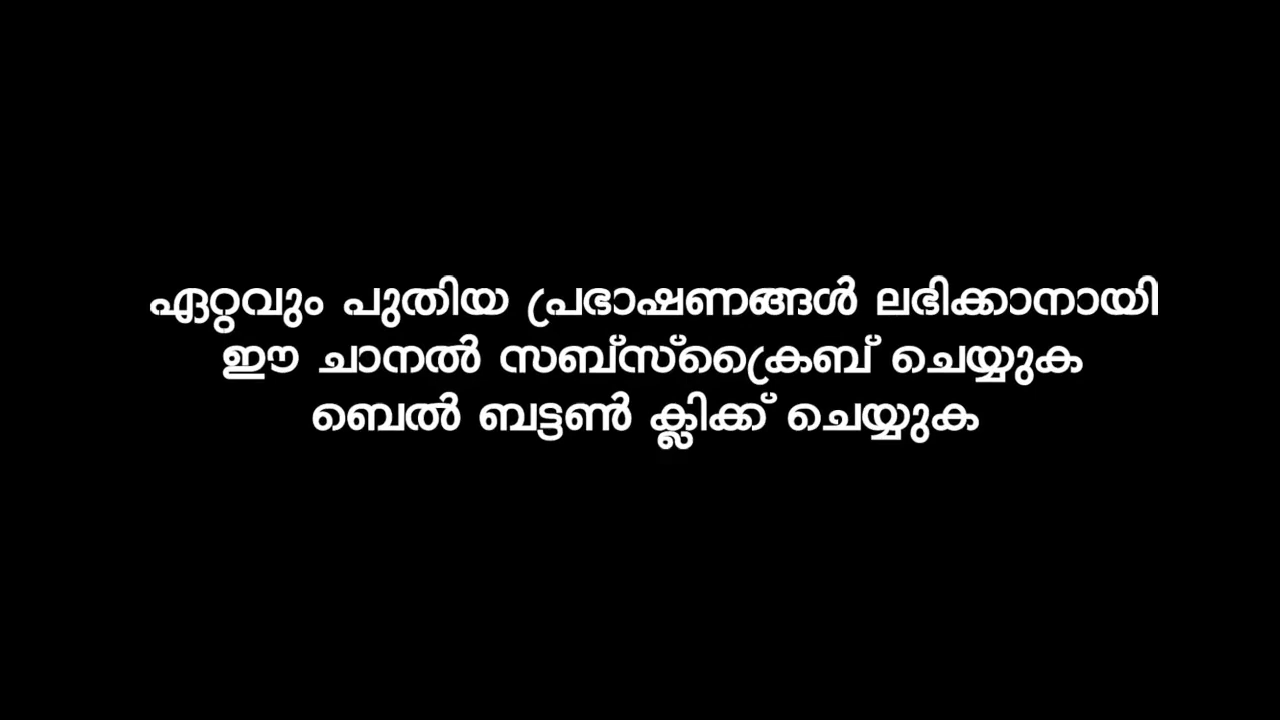 ഏറ്റവും പുതിയ പ്രഭാഷണങ്ങൾ ലഭിക്കാനായി
ഈ ചാനൽ സബ്സ്ക്രൈബ് ചെയ്യുക
ബെൽ ബട്ടൺ ക്ലിക്ക് ചെയ്യുക